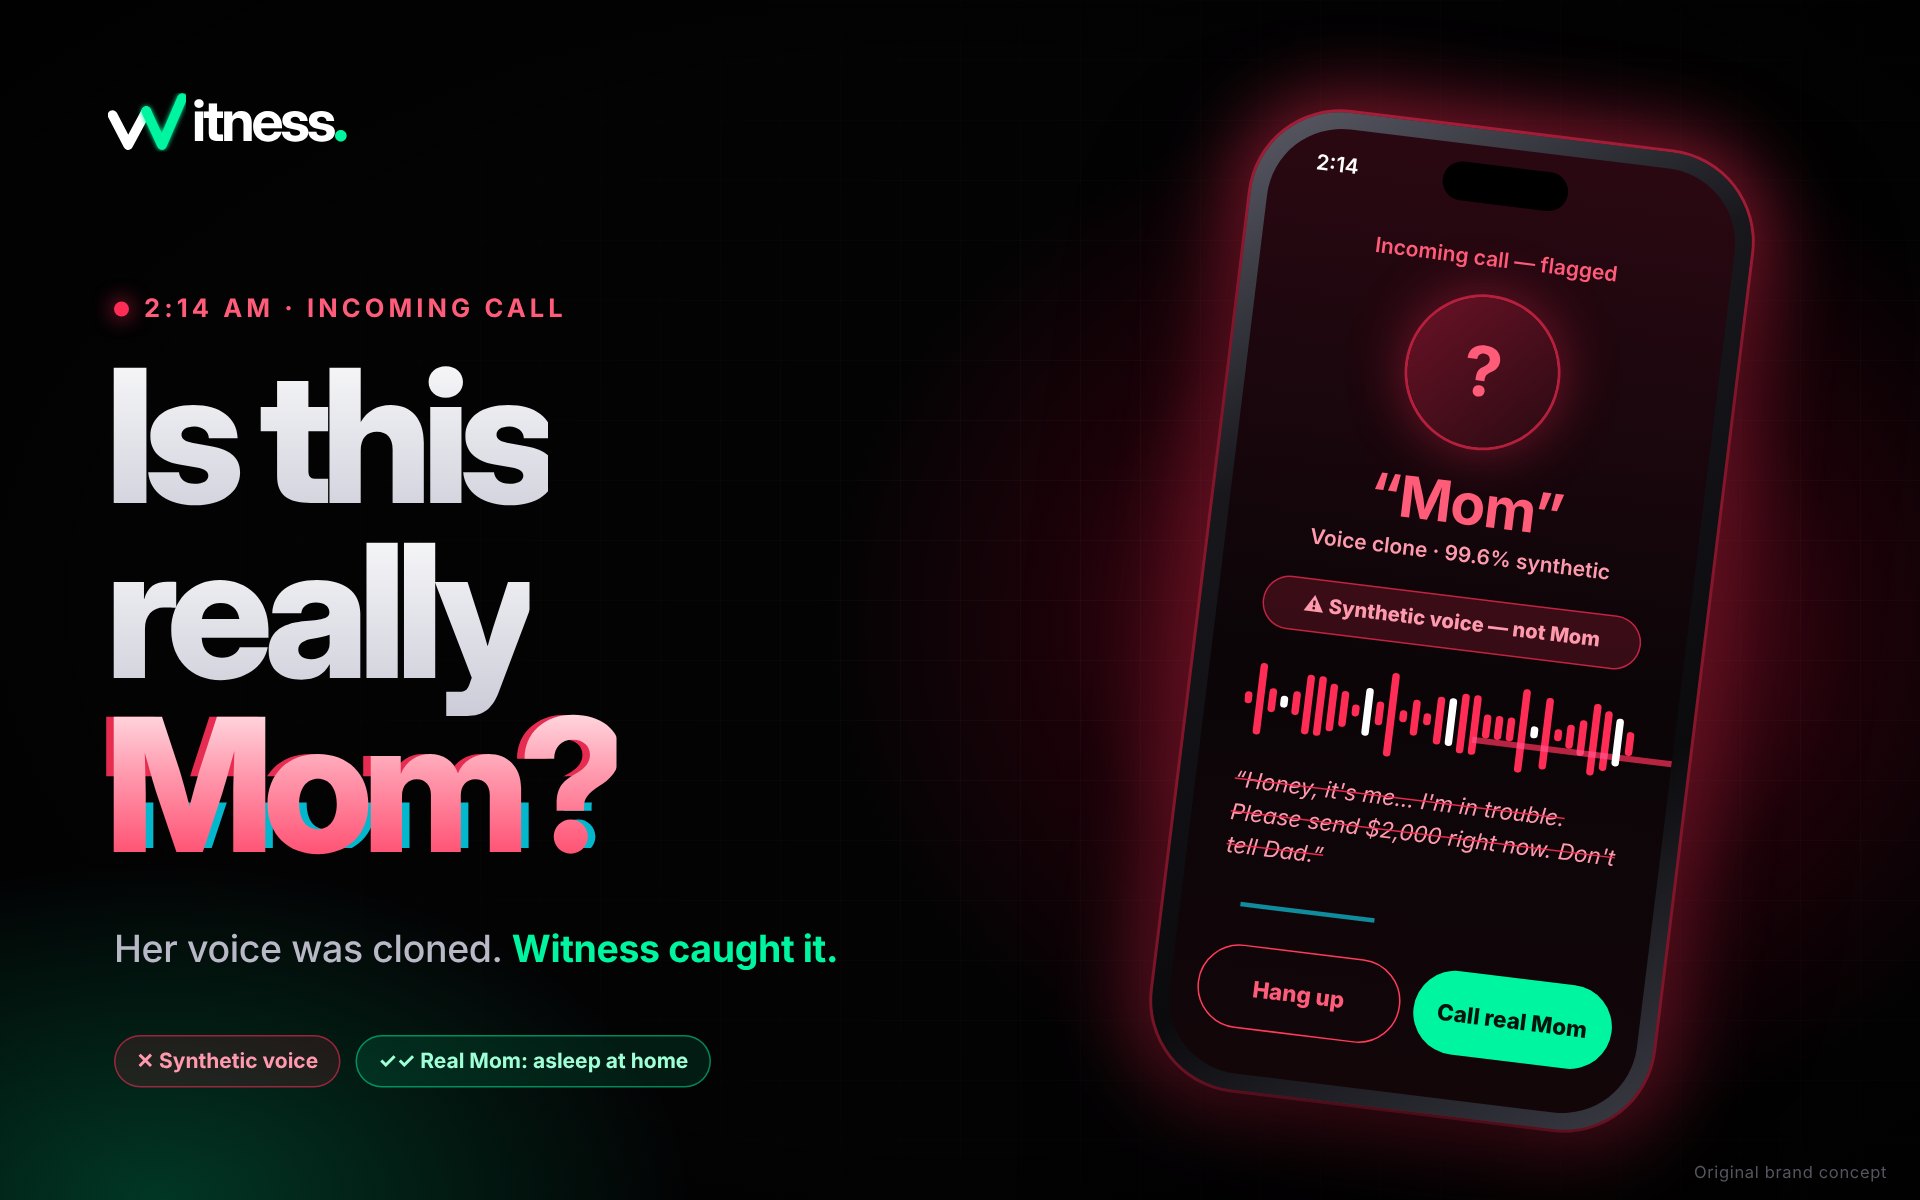 Witness.
2:14 AM · INCOMING CALL
Is this
really
Mom?
Her voice was cloned. Witness caught it.
✕ Synthetic voice
✓✓ Real Mom: asleep at home
2:14
Incoming call — flagged
?
“Mom”
Voice clone · 99.6% synthetic
⚠ Synthetic voice — not Mom
“Honey, it's me... I'm in trouble.
Please send $2,000 right now. Don't
tell Dad.”
Hang up
Call real Mom
Original brand concept